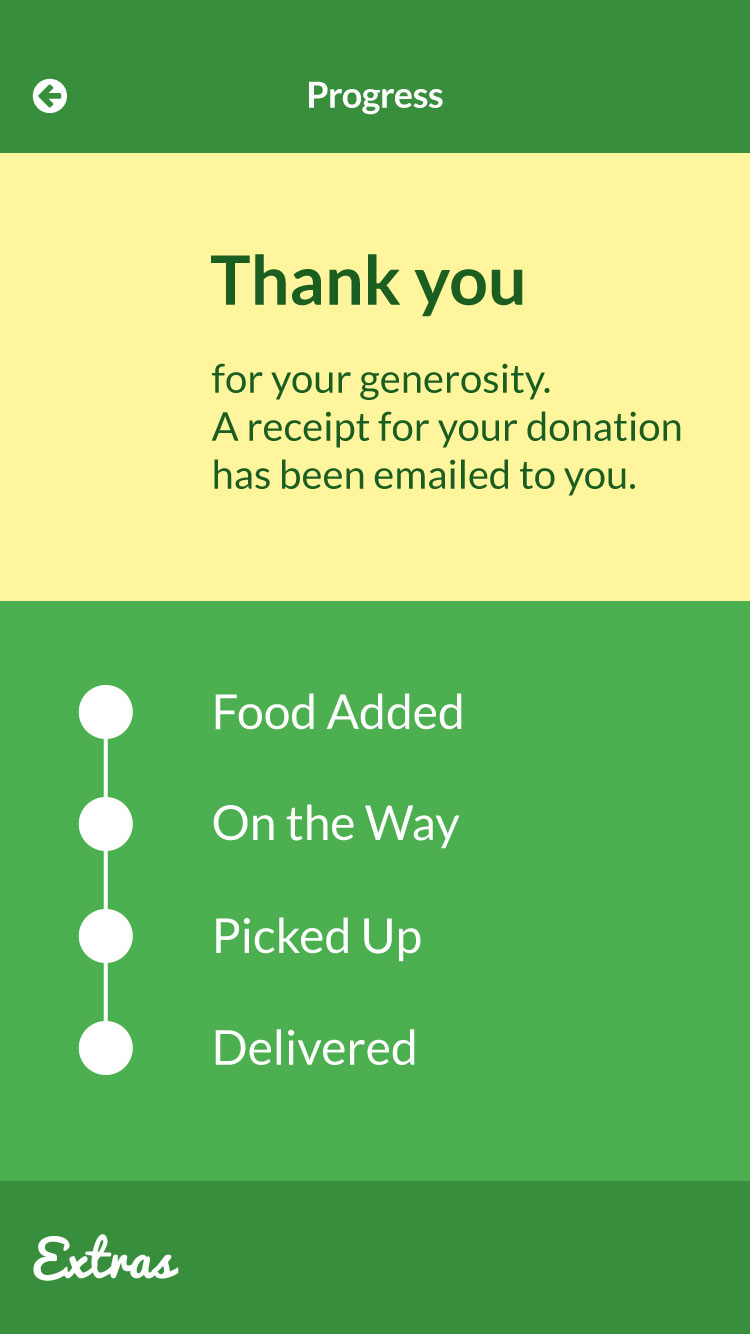 Progress
Thank you
for your generosity.
A receipt for your donation
has been emailed to you.
Food Added
On the Way
Picked Up
Delivered
Extras